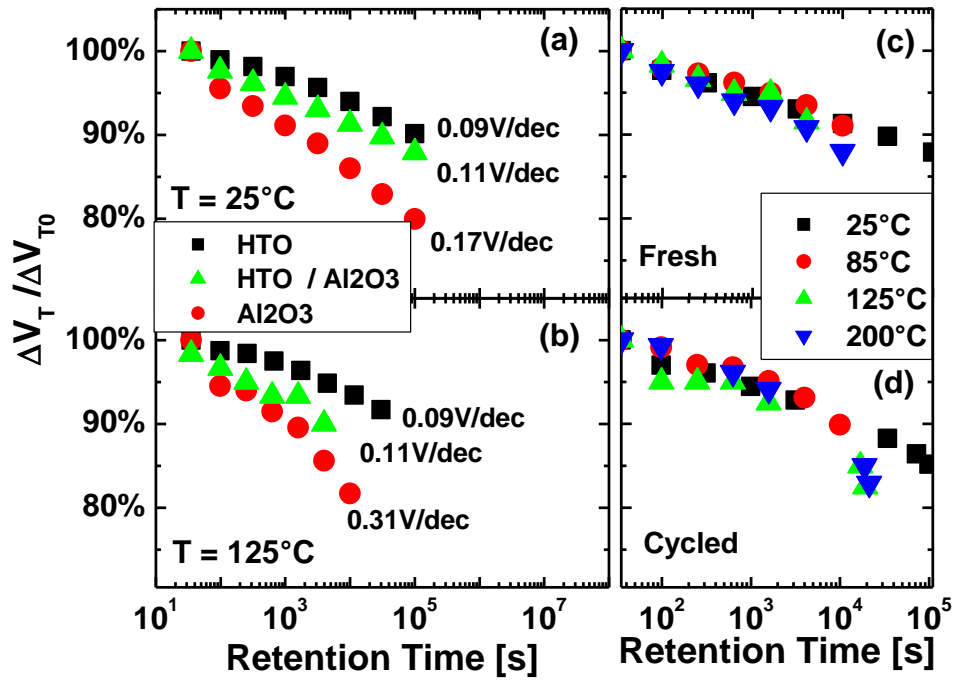 ΔV_T /ΔV_T0
100%
90%
80%
(a)
0.09V/dec
0.11V/dec
0.17V/dec
T = 25°C
HTO
HTO / Al2O3
Al2O3
100%
90%
80%
(b)
0.09V/dec
0.11V/dec
0.31V/dec
T = 125°C
10^1 10^3 10^5 10^7
Retention Time [s]
(c)
Fresh
25°C
85°C
125°C
200°C
(d)
Cycled
10^2 10^3 10^4 10^5
Retention Time [s]